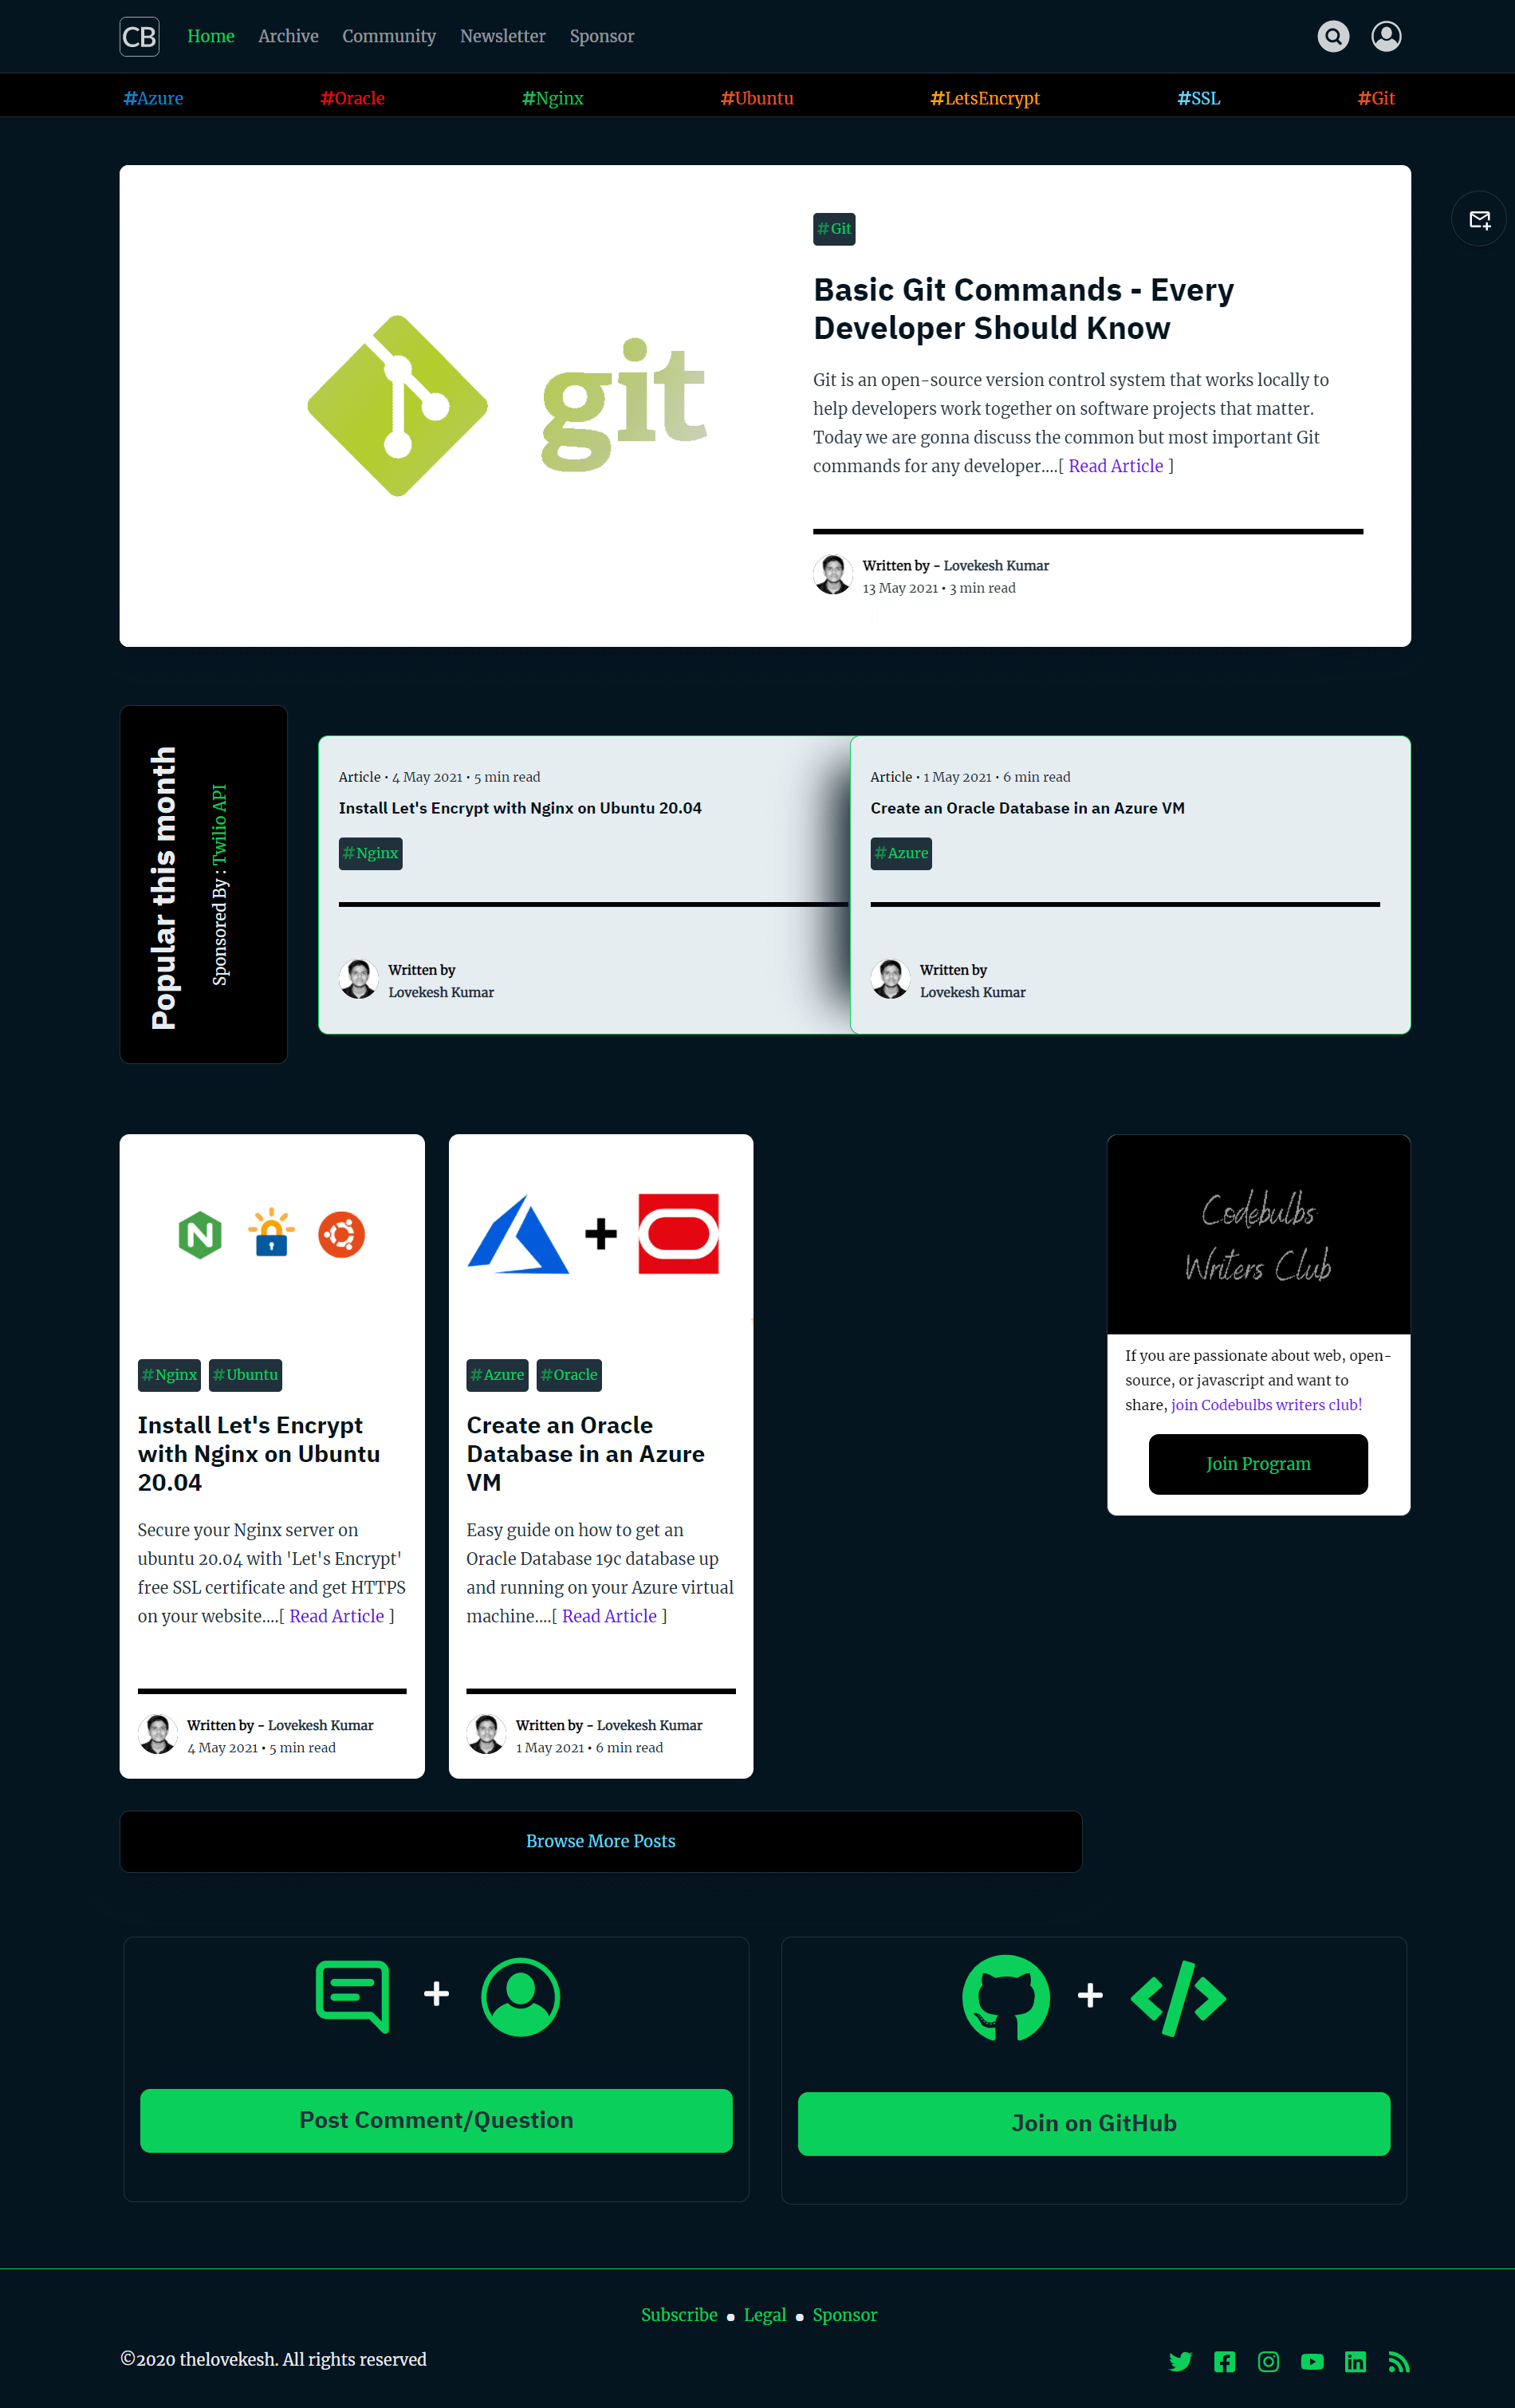 CB Home Archive Community Newsletter Sponsor
#Azure #Oracle #Nginx #Ubuntu #LetsEncrypt #SSL #Git
#Git
Basic Git Commands - Every
Developer Should Know
git
Git is an open-source version control system that works locally to
help developers work together on software projects that matter.
Today we are gonna discuss the common but most important Git
commands for any developer....[ Read Article ]
Written by - Lovekesh Kumar
13 May 2021 • 3 min read
Popular this month
Sponsored By : Twilio API
Article • 4 May 2021 • 5 min read
Install Let's Encrypt with Nginx on Ubuntu 20.04
#Nginx
Written by
Lovekesh Kumar
Article • 1 May 2021 • 6 min read
Create an Oracle Database in an Azure VM
#Azure
Written by
Lovekesh Kumar
N
#Nginx #Ubuntu
Install Let's Encrypt
with Nginx on Ubuntu
20.04
Secure your Nginx server on
ubuntu 20.04 with 'Let's Encrypt'
free SSL certificate and get HTTPS
on your website....[ Read Article ]
Written by - Lovekesh Kumar
4 May 2021 • 5 min read
+
#Azure #Oracle
Create an Oracle
Database in an Azure
VM
Easy guide on how to get an
Oracle Database 19c database up
and running on your Azure virtual
machine....[ Read Article ]
Written by - Lovekesh Kumar
1 May 2021 • 6 min read
Codebulbs
Writers Club
If you are passionate about web, open-
source, or javascript and want to
share, join Codebulbs writers club!
Join Program
Browse More Posts
+
Post Comment/Question
+ </>
Join on GitHub
Subscribe • Legal • Sponsor
©2020 thelovekesh. All rights reserved